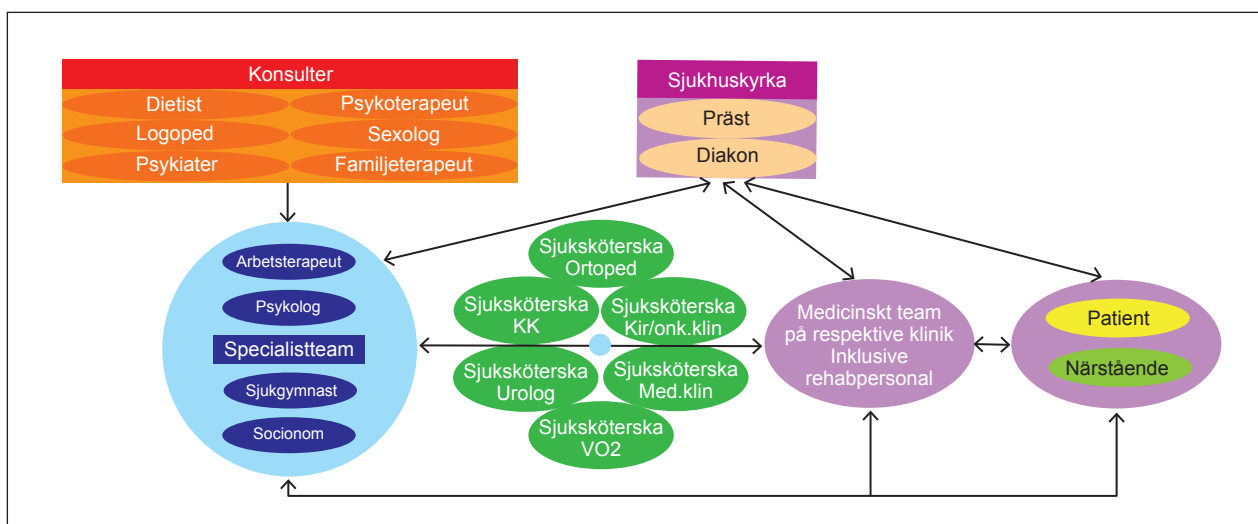 Konsulter
Dietist
Psykoterapeut
Logoped
Sexolog
Psykiater
Familjeterapeut
Sjukhuskyrka
Präst
Diakon
Arbetsterapeut
Psykolog
Specialistteam
Sjukgymnast
Socionom
Sjuksköterska
Ortoped
Sjuksköterska
KK
Sjuksköterska
Kir/onk.klin
Sjuksköterska
Urolog
Sjuksköterska
Med.klin
Sjuksköterska
VO2
Medicinskt team
på respektive klinik
Inklusive
rehabpersonal
Patient
Närstående